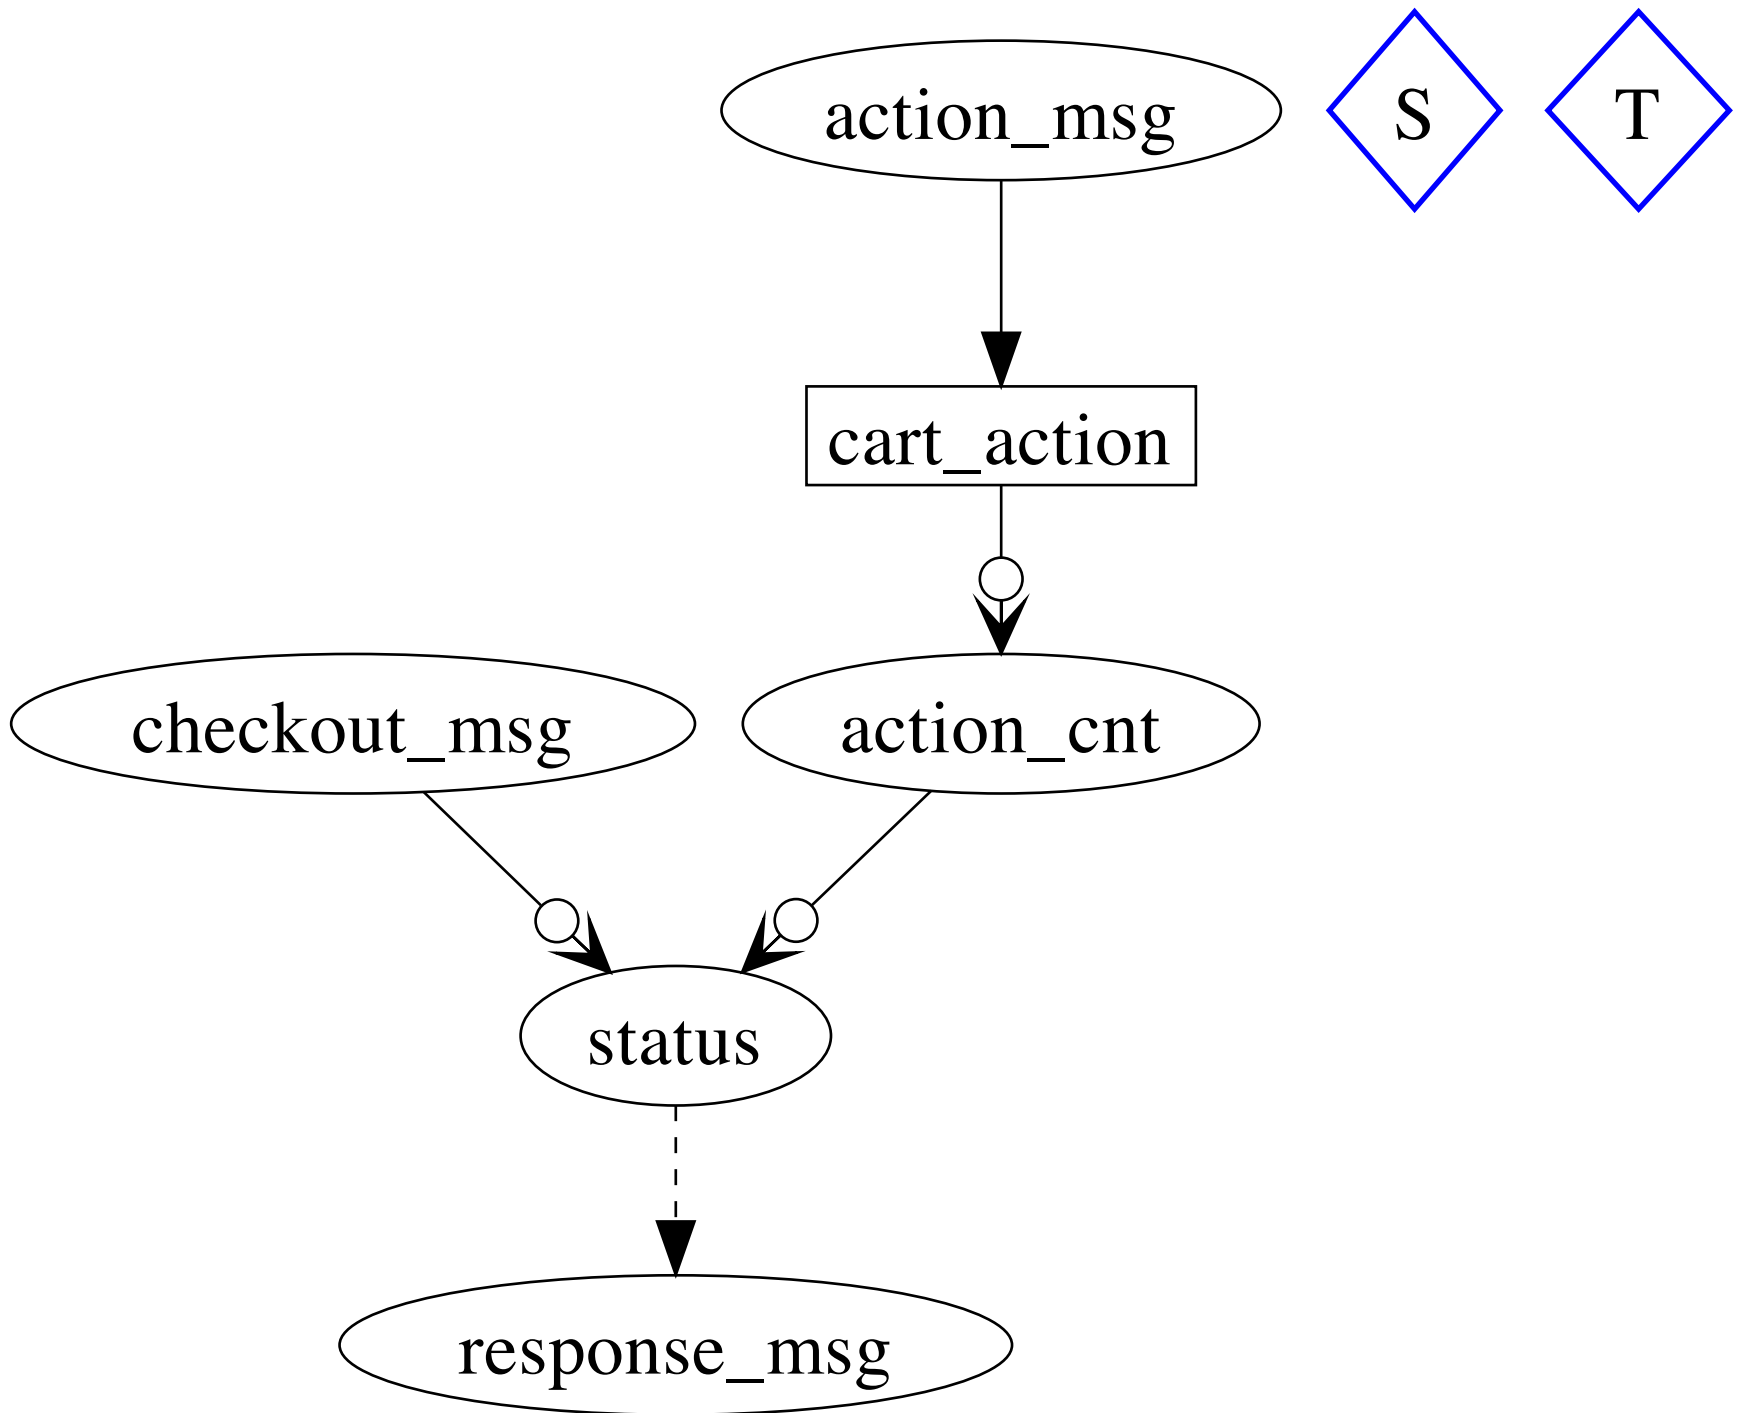 action_msg
S
T
cart_action
checkout_msg
action_cnt
status
response_msg